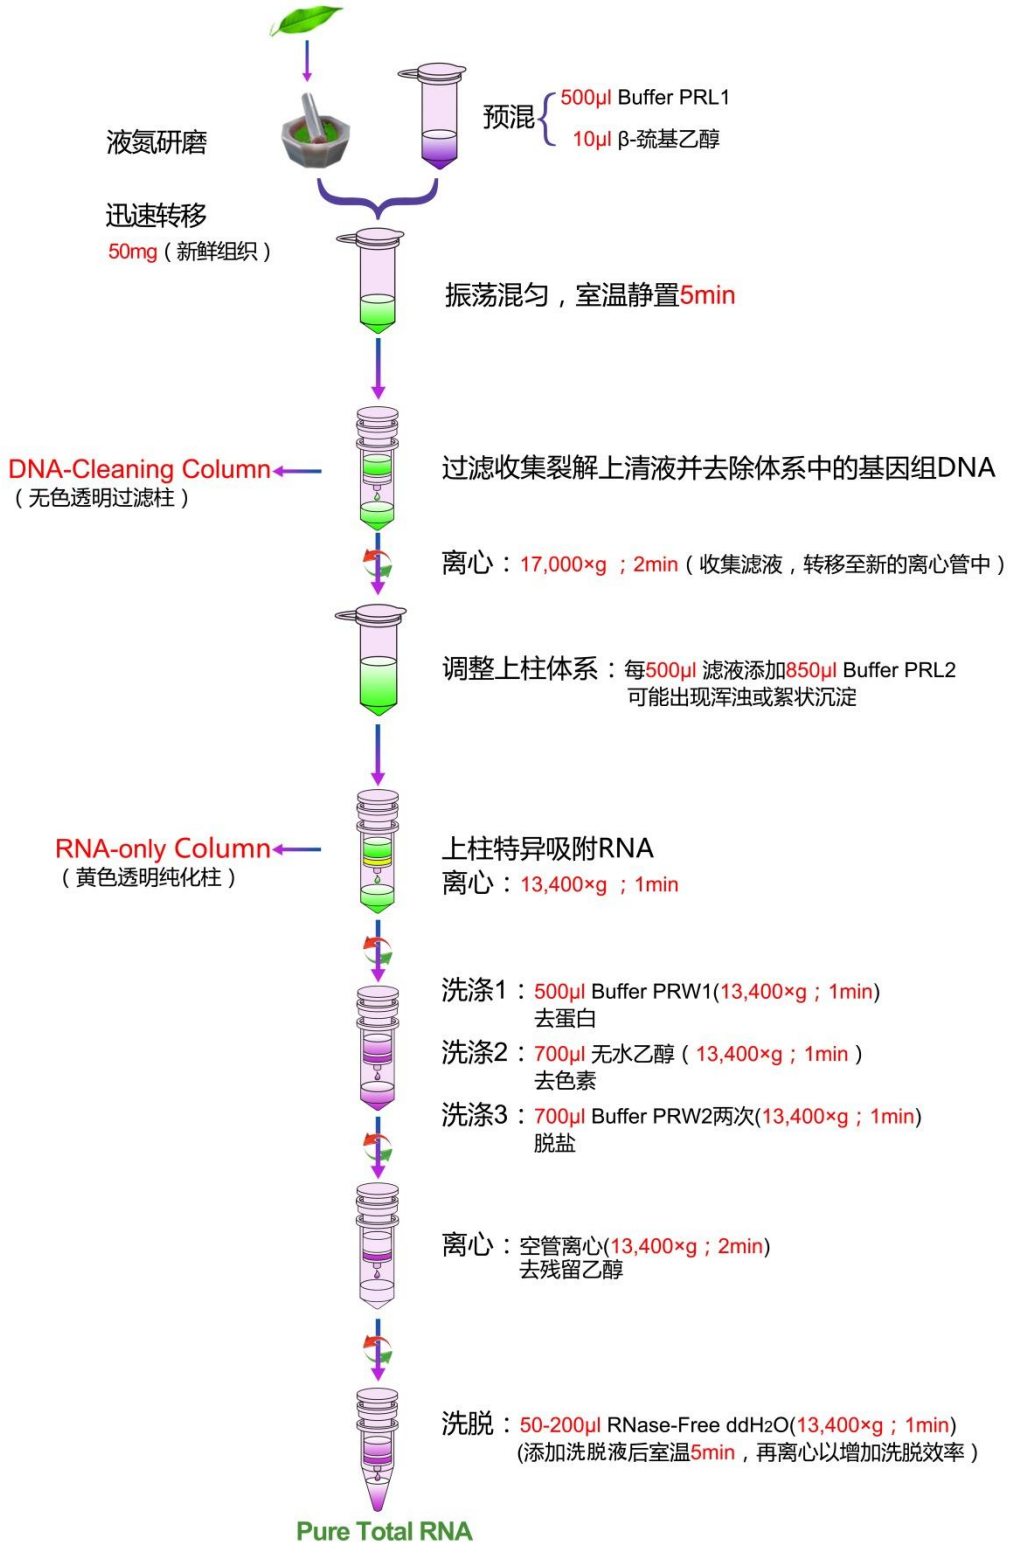 预混
500μl Buffer PRL1
10μl β-巯基乙醇
液氮研磨
迅速转移
50mg（新鲜组织）
振荡混匀，室温静置5min
DNA-Cleaning Column
（无色透明过滤柱）
过滤收集裂解上清液并去除体系中的基因组DNA
离心：17,000×g ；2min（收集滤液，转移至新的离心管中）
调整上柱体系：每500μl 滤液添加850μl Buffer PRL2
可能出现浑浊或絮状沉淀
RNA-only Column
（黄色透明纯化柱）
上柱特异吸附RNA
离心：13,400×g ；1min
洗涤1：500μl Buffer PRW1(13,400×g；1min)
去蛋白
洗涤2：700μl 无水乙醇（13,400×g；1min）
去色素
洗涤3：700μl Buffer PRW2两次(13,400×g；1min)
脱盐
离心：空管离心(13,400×g；2min)
去残留乙醇
洗脱：50-200μl RNase-Free ddH₂O(13,400×g；1min)
(添加洗脱液后室温5min，再离心以增加洗脱效率）
Pure Total RNA